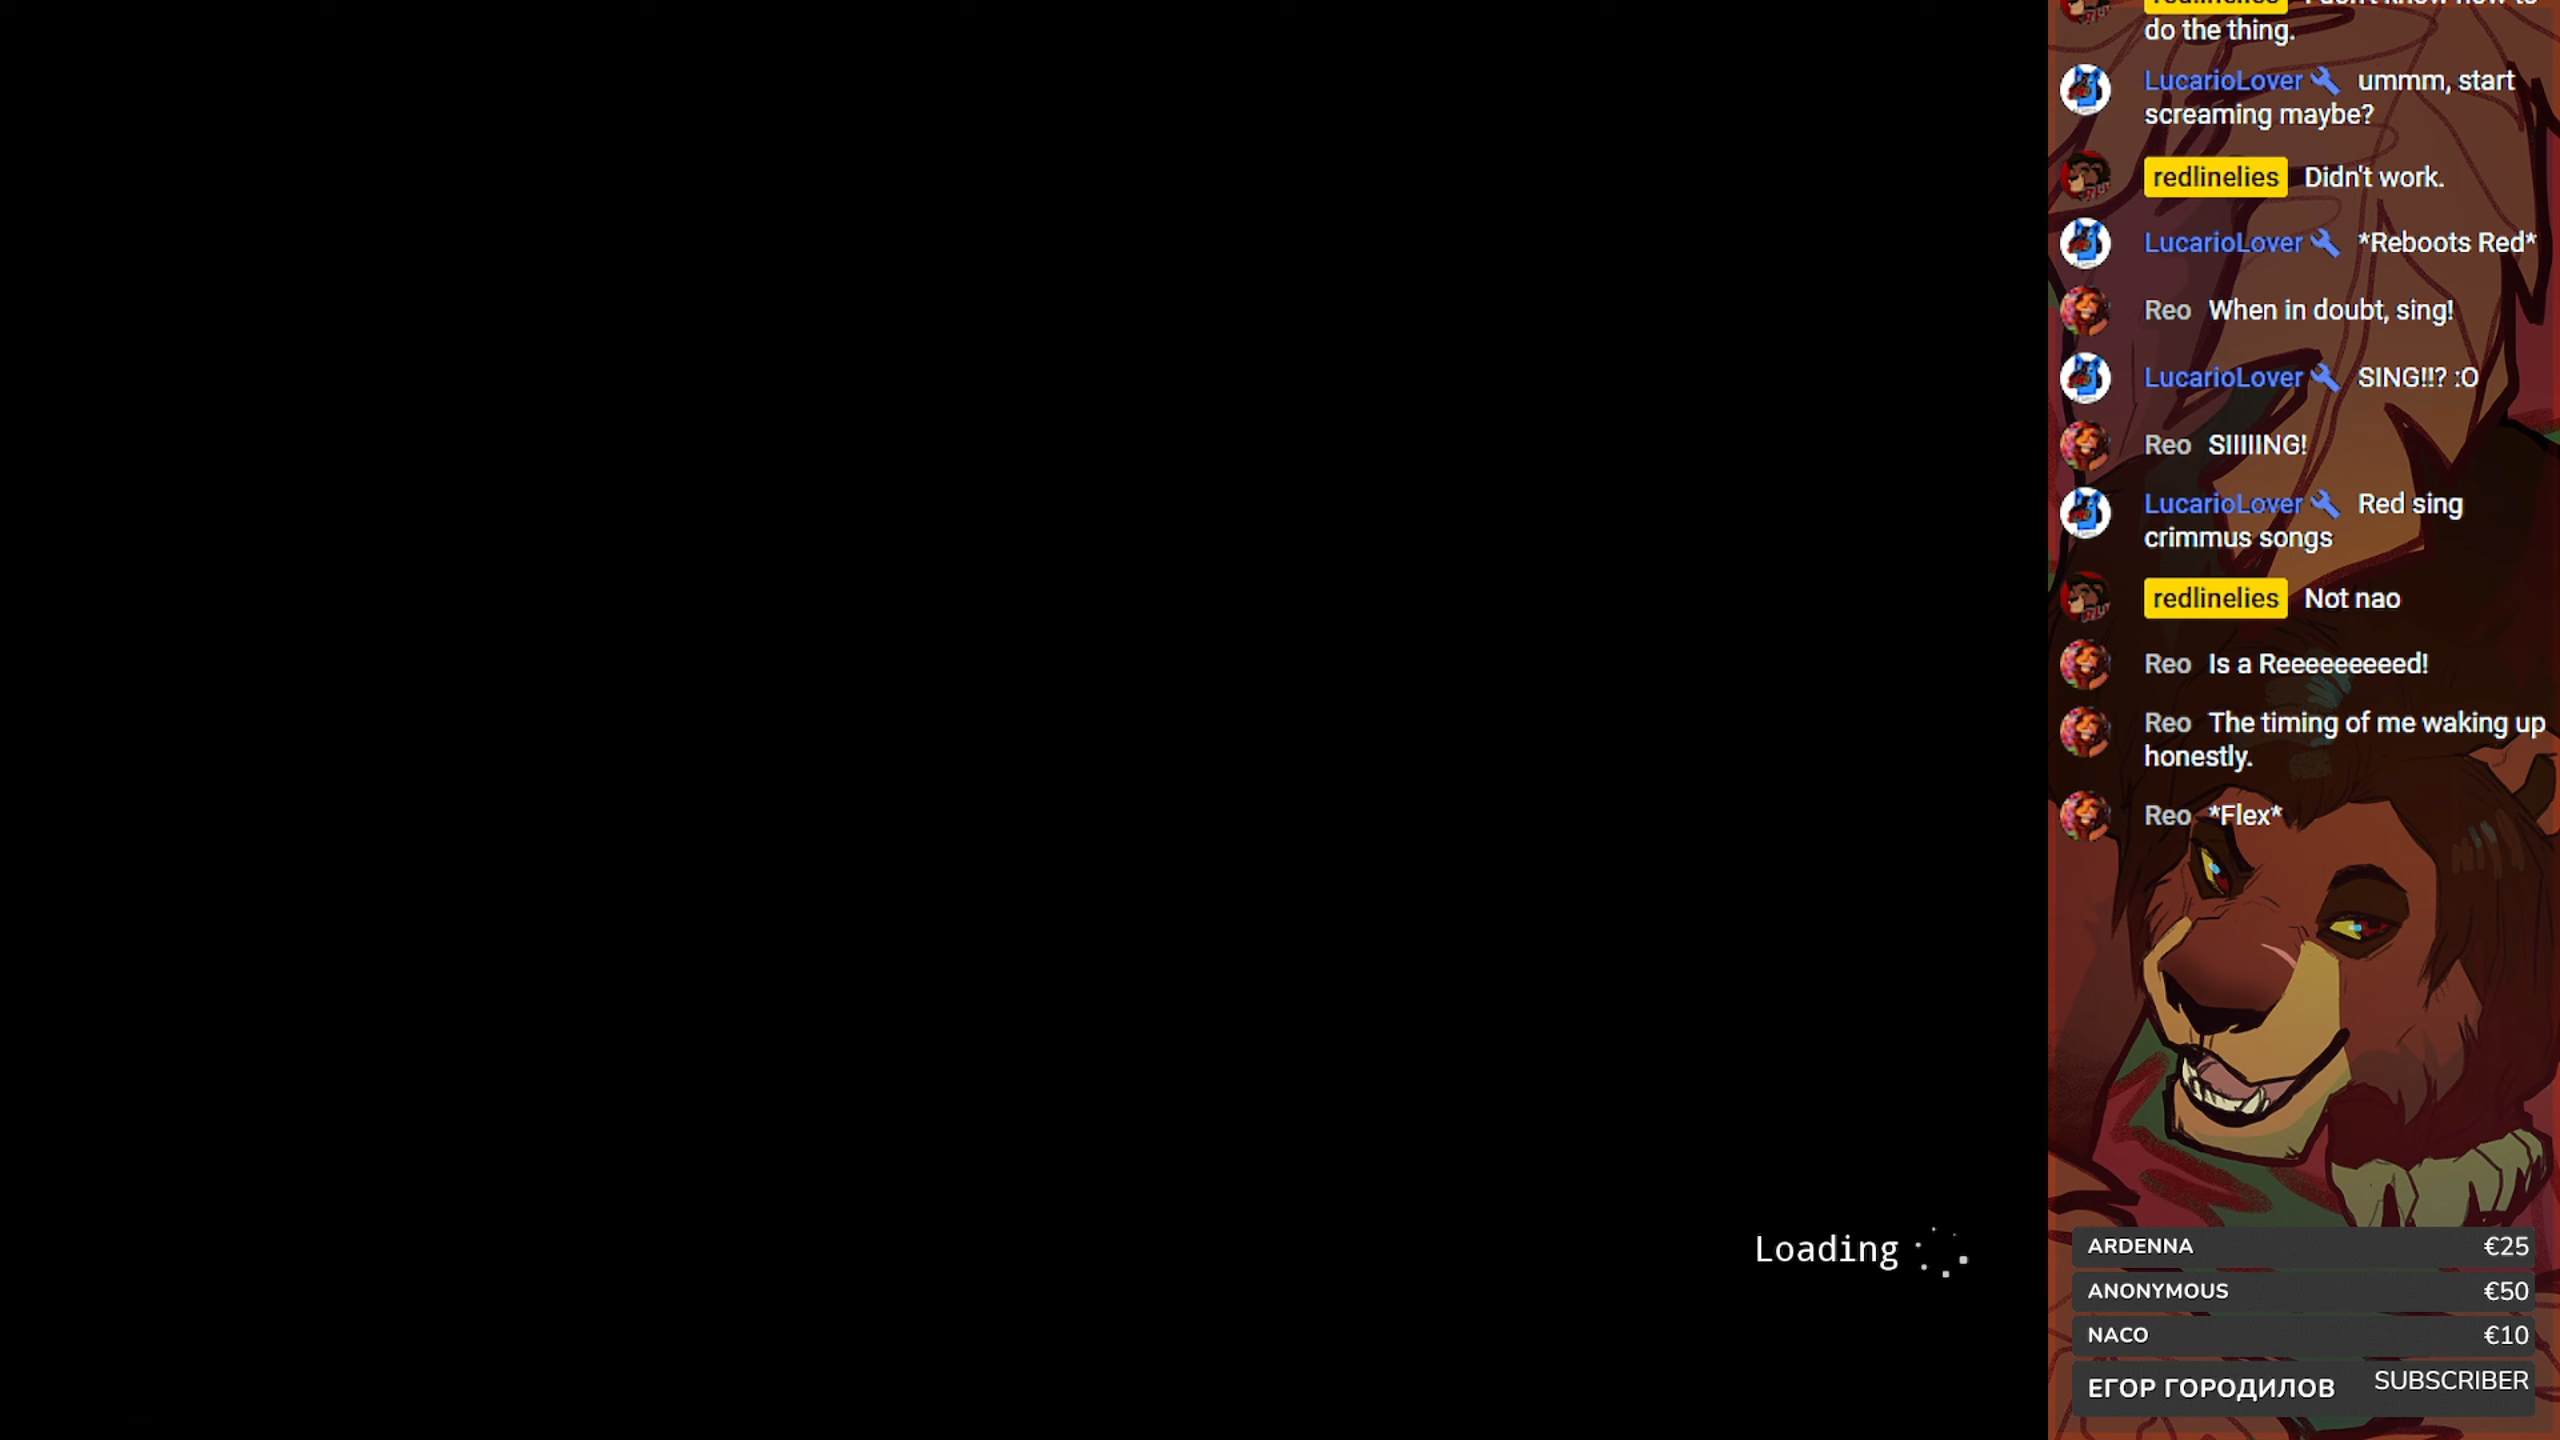 do the thing.
LucarioLover ummm, start
screaming maybe?
redlinelies Didn't work.
LucarioLover *Reboots Red*
Reo When in doubt, sing!
LucarioLover SING!!? :O
Reo SIIIIING!
LucarioLover Red sing
crimmus songs
redlinelies Not nao
Reo Is a Reeeeeeeeed!
Reo The timing of me waking up
honestly.
Reo *Flex*
Loading
ARDENNA €25
ANONYMOUS €50
NACO €10
ЕГОР ГОРОДИЛОВ SUBSCRIBER